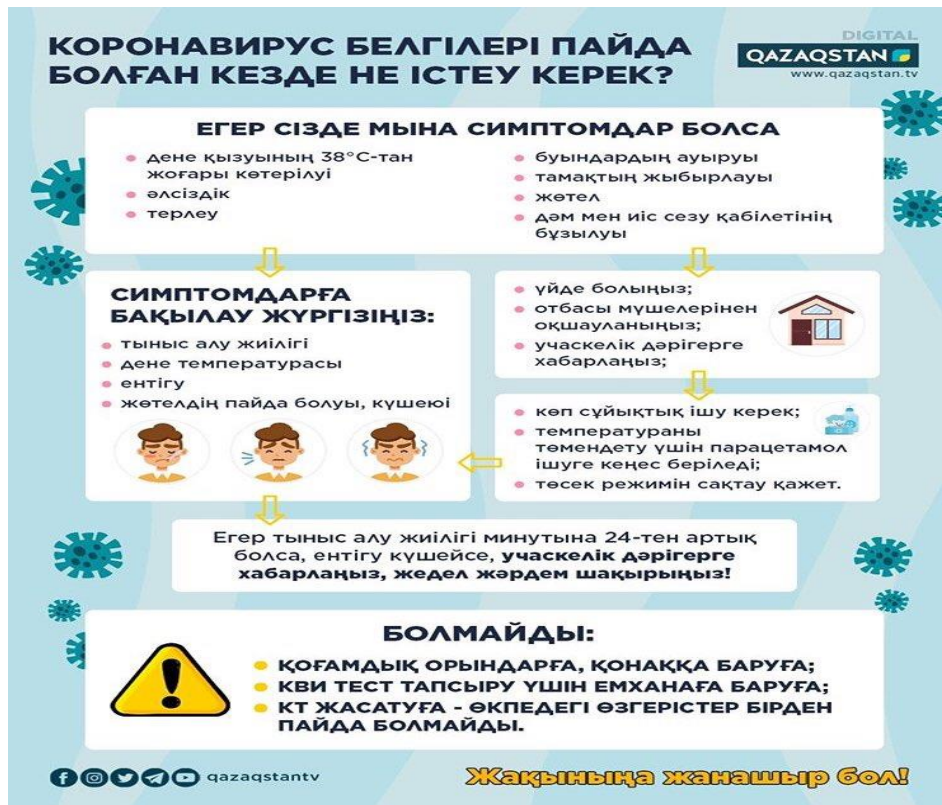 КОРОНАВИРУС БЕЛГІЛЕРІ ПАЙДА
БОЛҒАН КЕЗДЕ НЕ ІСТЕУ КЕРЕК?
DIGITAL
QAZAQSTAN
www.qazaqstan.tv
ЕГЕР СІЗДЕ МЫНА СИМПТОМДАР БОЛСА
дене қызуының 38°С-тан
жоғары көтерілуі
әлсіздік
терлеу
буындардың ауыруы
тамақтың жыбырлауы
жөтел
дәм мен иіс сезу қабілетінің
бұзылуы
СИМПТОМДАРҒА
БАҚЫЛАУ ЖҮРГІЗІҢІЗ:
тыныс алу жиілігі
дене температурасы
ентігу
жөтелдің пайда болуы, күшеюі
үйде болыңыз;
отбасы мүшелерінен
оқшауланыңыз;
учаскелік дәрігерге
хабарлаңыз;
көп сұйықтық ішу керек;
температураны
төмендету үшін парацетамол
ішуге кеңес беріледі;
төсек режимін сақтау қажет.
Егер тыныс алу жиілігі минутына 24-тен артық
болса, ентігу күшейсе, учаскелік дәрігерге
хабарлаңыз, жедел жәрдем шақырыңыз!
БОЛМАЙДЫ:
ҚОҒАМДЫҚ ОРЫНДАРҒА, ҚОНАҚҚА БАРУҒА;
КВИ ТЕСТ ТАПСЫРУ ҮШІН ЕМХАНАҒА БАРУҒА;
КТ ЖАСАТУҒА - ӨКПЕДЕГІ ӨЗГЕРІСТЕР БІРДЕН
ПАЙДА БОЛМАЙДЫ.
qazaqstantv
Жақыныңа жанашыр бол!